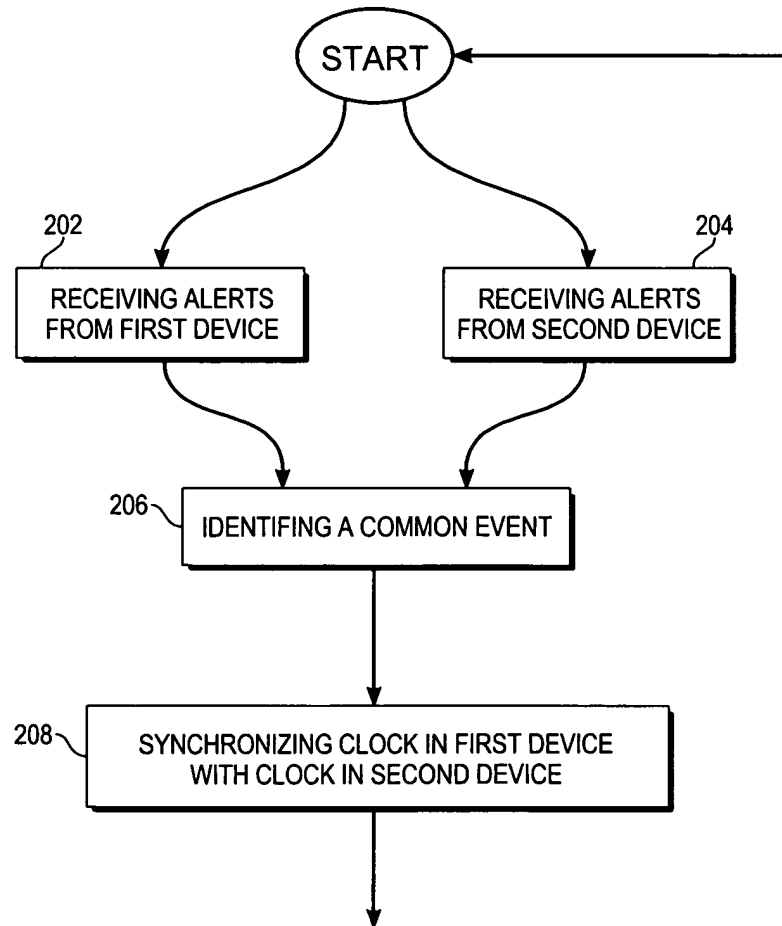 START
202
204
RECEIVING ALERTS
FROM FIRST DEVICE
RECEIVING ALERTS
FROM SECOND DEVICE
206
IDENTIFING A COMMON EVENT
208
SYNCHRONIZING CLOCK IN FIRST DEVICE
WITH CLOCK IN SECOND DEVICE